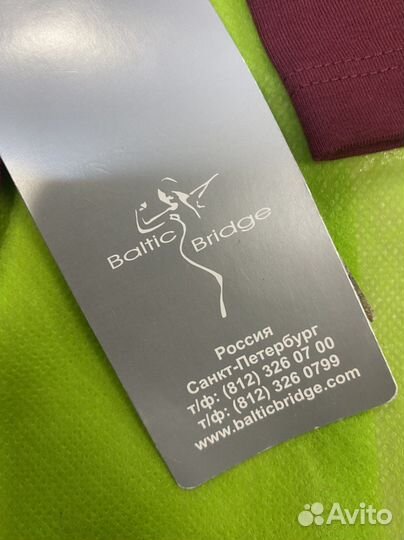 Baltic Bridge
Россия
Санкт-Петербург
т/ф: (812) 326 07 00
т/ф: (812) 326 0799
www.balticbridge.com
Avito